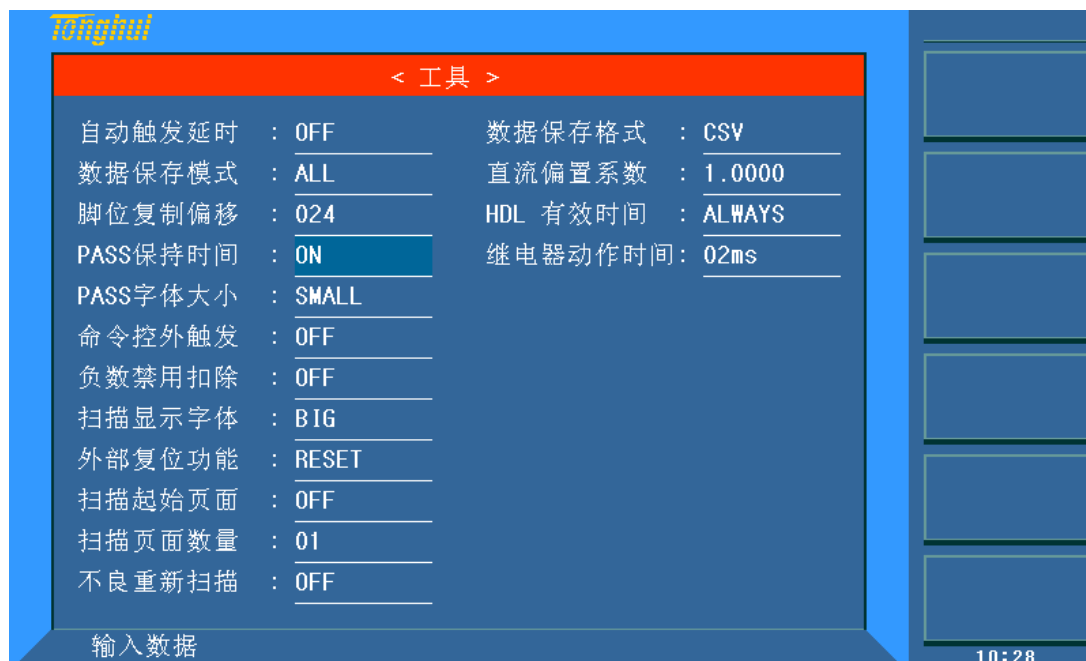 Tonghui
< 工具 >
自动触发延时 : OFF
数据保存模式 : ALL
脚位复制偏移 : 024
PASS保持时间 : ON
PASS字体大小 : SMALL
命令控外触发 : OFF
负数禁用扣除 : OFF
扫描显示字体 : BIG
外部复位功能 : RESET
扫描起始页面 : OFF
扫描页面数量 : 01
不良重新扫描 : OFF
数据保存格式 : CSV
直流偏置系数 : 1.0000
HDL 有效时间 : ALWAYS
继电器动作时间: 02ms
输入数据
10:28